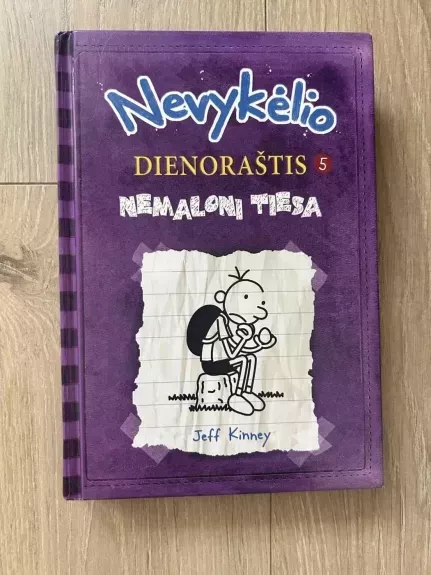 Nevykėlio
DIENORAŠTIS 5
NEMALONI TIESA
Jeff Kinney